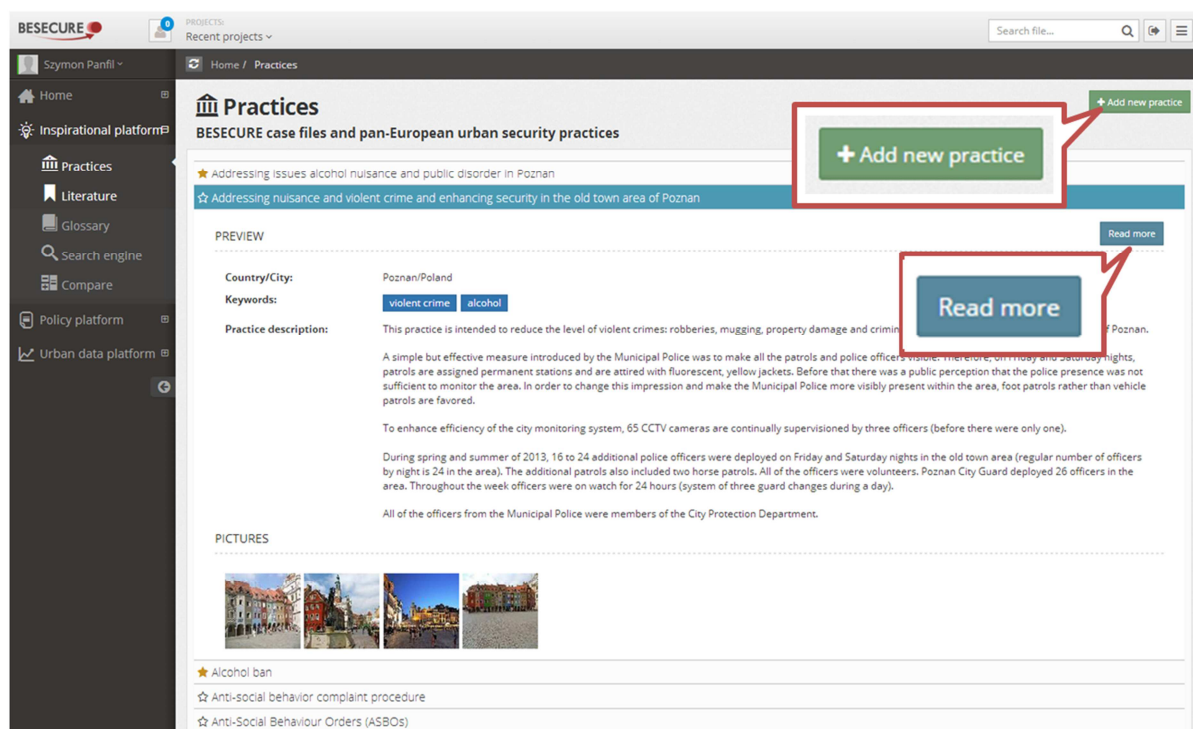 BESECURE
0
PROJECTS:
Recent projects
Search file...
Szymon Panfil
Home / Practices
Home
Inspirational platform
Practices
Literature
Glossary
Search engine
Compare
Policy platform
Urban data platform
Practices
+ Add new practice
BESECURE case files and pan-European urban security practices
+ Add new practice
Addressing issues alcohol nuisance and public disorder in Poznan
Addressing nuisance and violent crime and enhancing security in the old town area of Poznan
PREVIEW
Read more
Read more
Country/City: Poznan/Poland
Keywords: violent crime alcohol
Practice description: This practice is intended to reduce the level of violent crimes: robberies, mugging, property damage and crimin of Poznan.
A simple but effective measure introduced by the Municipal Police was to make all the patrols and police officers visible. Therefore, on Friday and Saturday nights,
patrols are assigned permanent stations and are attired with fluorescent, yellow jackets. Before that there was a public perception that the police presence was not
sufficient to monitor the area. In order to change this impression and make the Municipal Police more visibly present within the area, foot patrols rather than vehicle
patrols are favored.
To enhance efficiency of the city monitoring system, 65 CCTV cameras are continually supervisioned by three officers (before there were only one).
During spring and summer of 2013, 16 to 24 additional police officers were deployed on Friday and Saturday nights in the old town area (regular number of officers
by night is 24 in the area). The additional patrols also included two horse patrols. All of the officers were volunteers. Poznan City Guard deployed 26 officers in the
area. Throughout the week officers were on watch for 24 hours (system of three guard changes during a day).
All of the officers from the Municipal Police were members of the City Protection Department.
PICTURES
Alcohol ban
Anti-social behavior complaint procedure
Anti-Social Behaviour Orders (ASBOs)